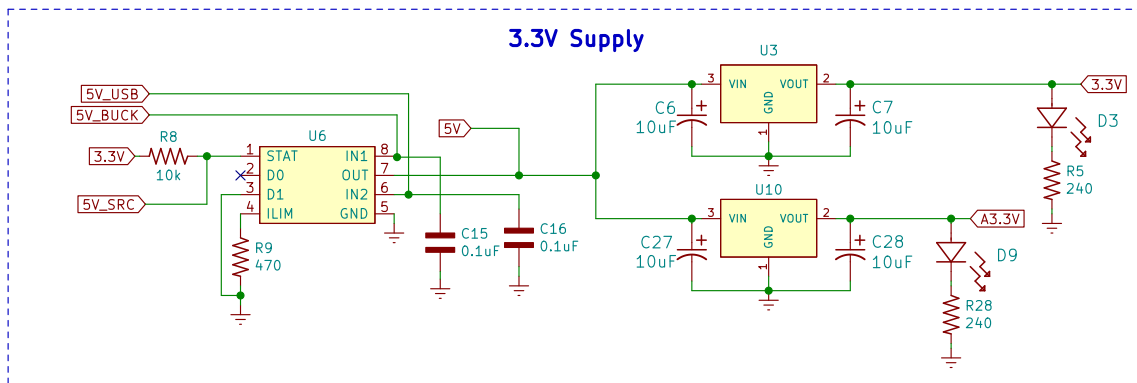 3.3V Supply
5V_USB
5V_BUCK
R8
10k
3.3V
5V_SRC
U6
1 STAT IN1 8
2 D0 OUT 7
3 D1 IN2 6
4 ILIM GND 5
R9
470
5V
C15
0.1uF
C16
0.1uF
U3
3 VIN VOUT 2
GND
1
C6
10uF
C7
10uF
3.3V
D3
R5
240
U10
3 VIN VOUT 2
GND
1
C27
10uF
C28
10uF
A3.3V
D9
R28
240